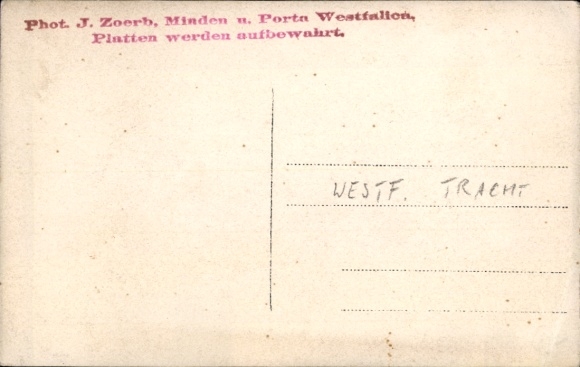 Phot. J. Zoerb, Minden u. Porta Westfalica,
Platten werden aufbewahrt.
WESTF. TRACHT